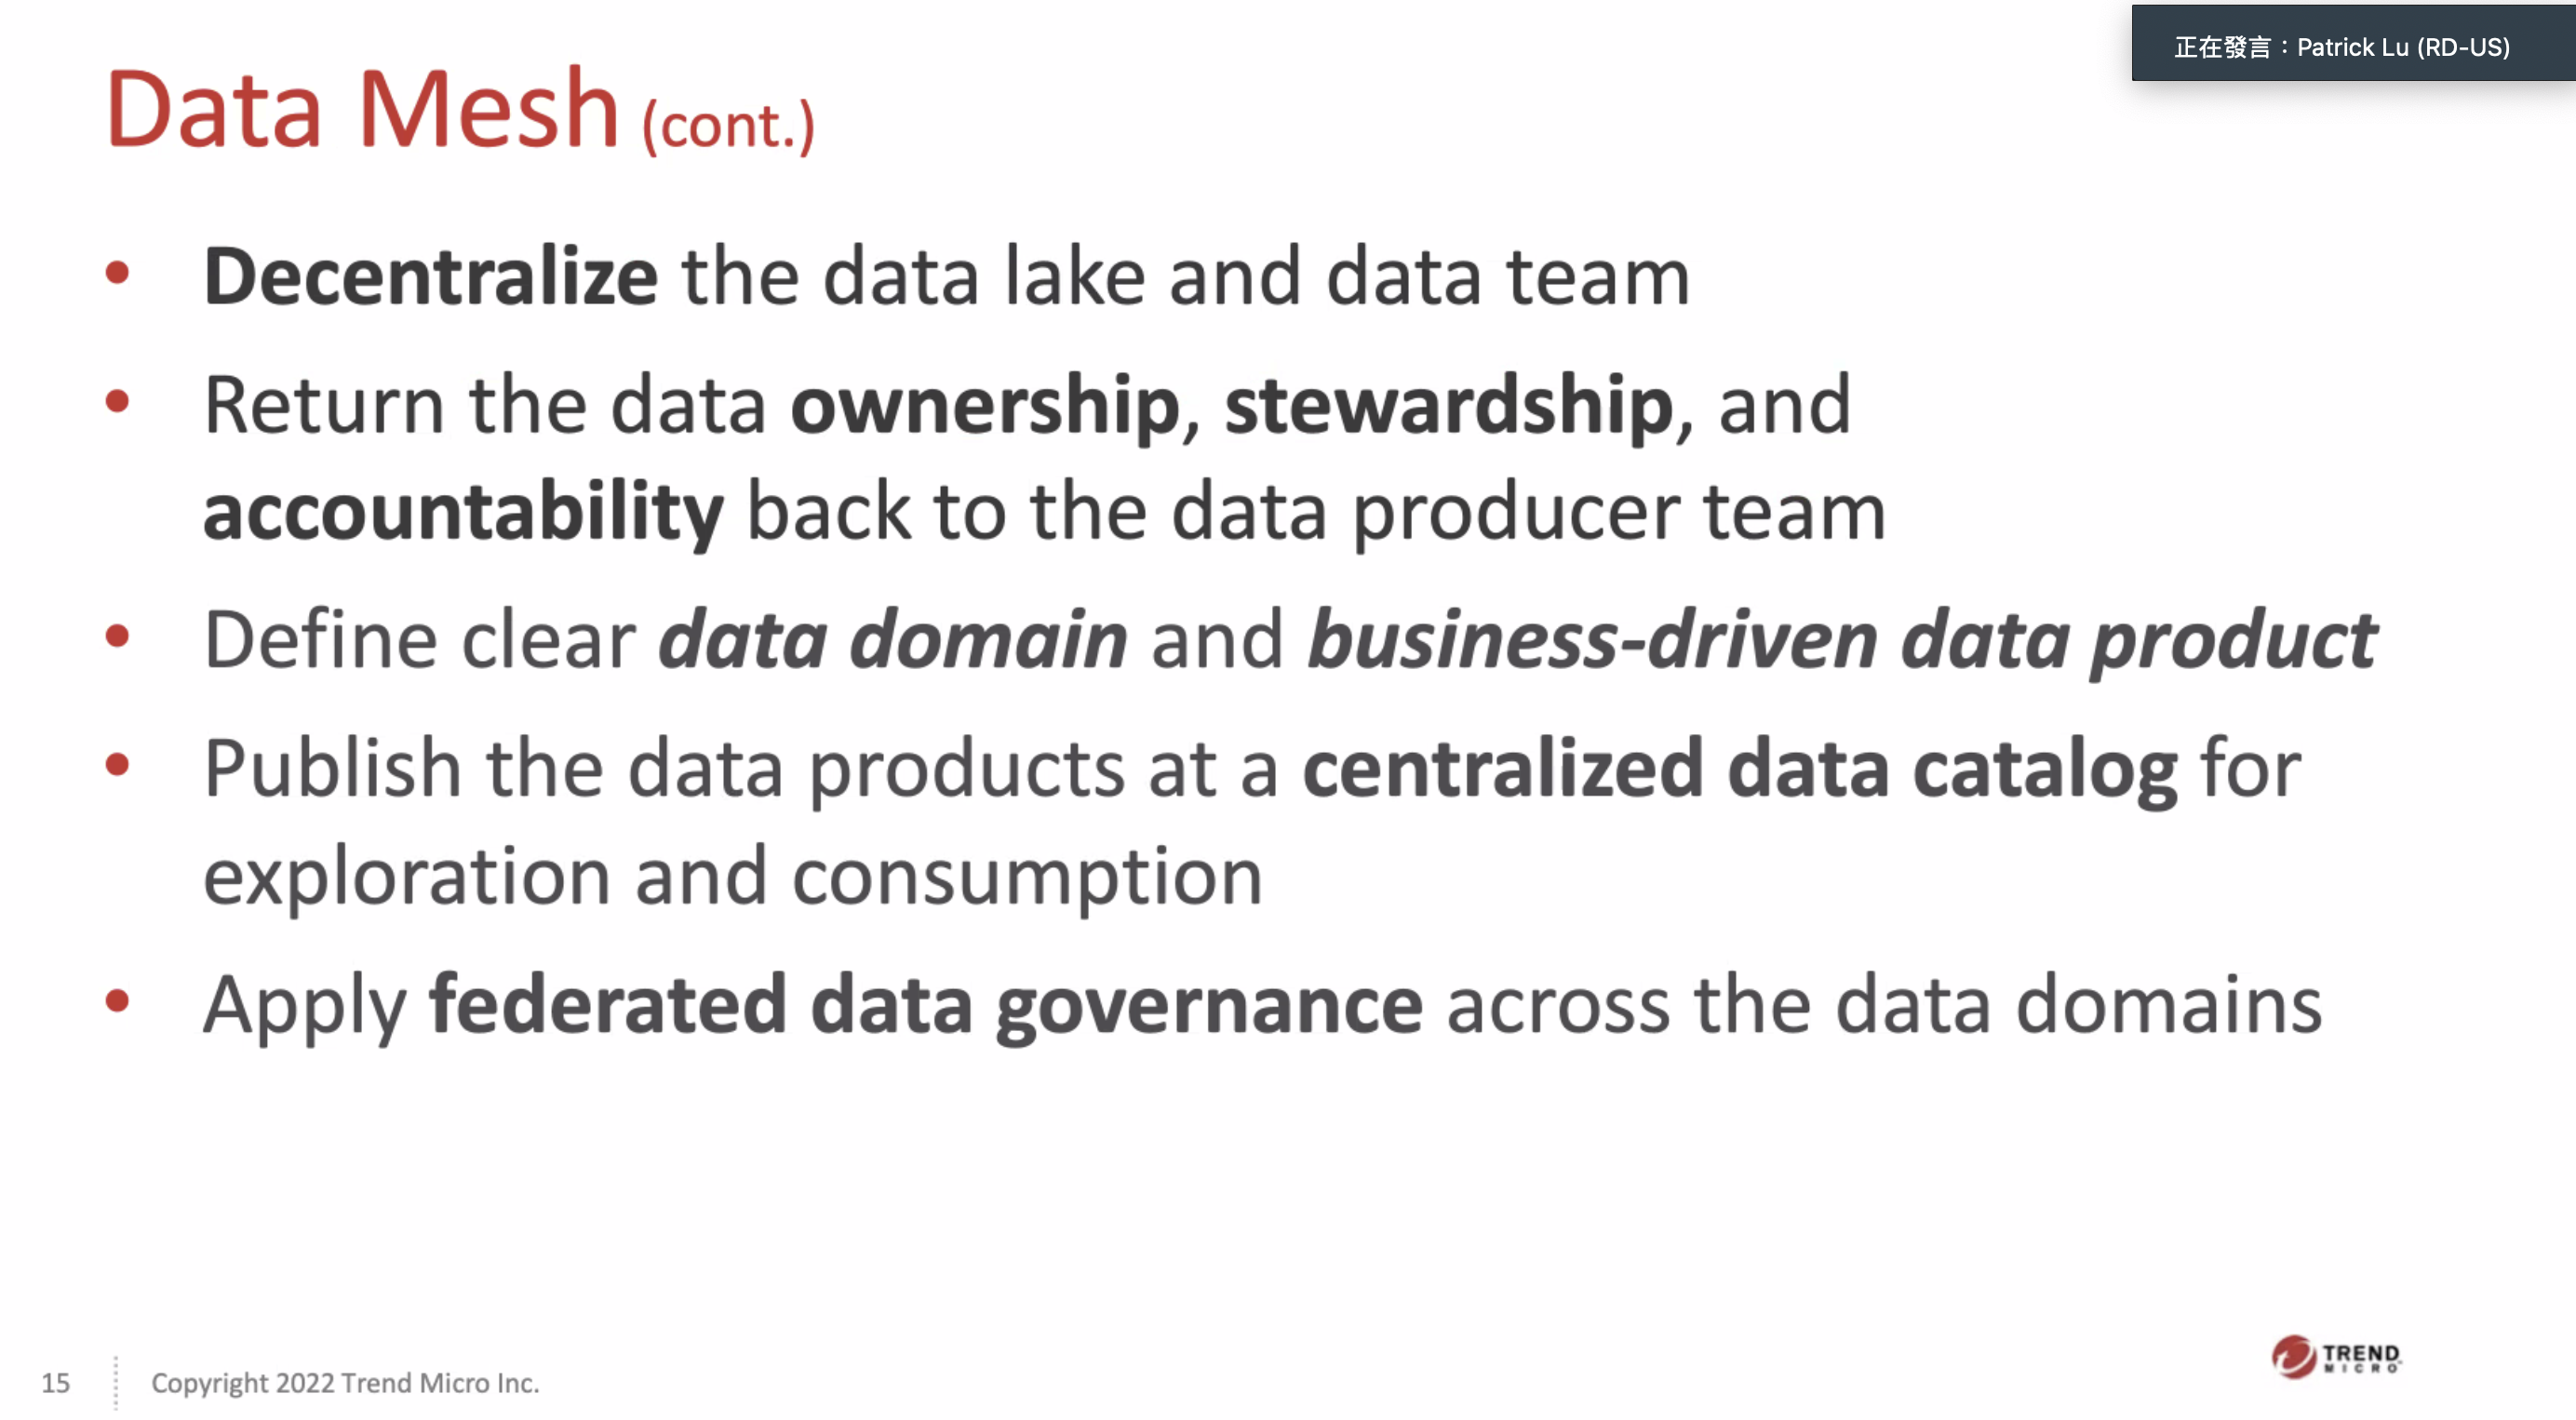 正在發言：Patrick Lu (RD-US)
Data Mesh (cont.)
• Decentralize the data lake and data team
• Return the data ownership, stewardship, and
accountability back to the data producer team
• Define clear data domain and business-driven data product
• Publish the data products at a centralized data catalog for
exploration and consumption
• Apply federated data governance across the data domains
15
Copyright 2022 Trend Micro Inc.
TREND
MICRO